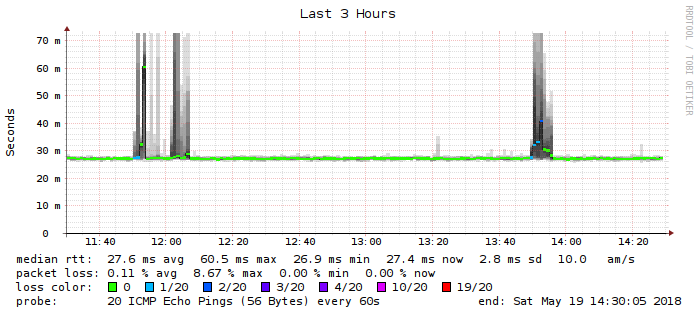 Last 3 Hours
RRDTOOL / TOBI OETIKER
Seconds
70 m
60 m
50 m
40 m
30 m
20 m
10 m
0
11:40 12:00 12:20 12:40 13:00 13:20 13:40 14:00 14:20
median rtt: 27.6 ms avg 60.5 ms max 26.9 ms min 27.4 ms now 2.8 ms sd 10.0 am/s
packet loss: 0.11 % avg 8.67 % max 0.00 % min 0.00 % now
loss color: 0 1/20 2/20 3/20 4/20 10/20 19/20
probe: 20 ICMP Echo Pings (56 Bytes) every 60s end: Sat May 19 14:30:05 2018